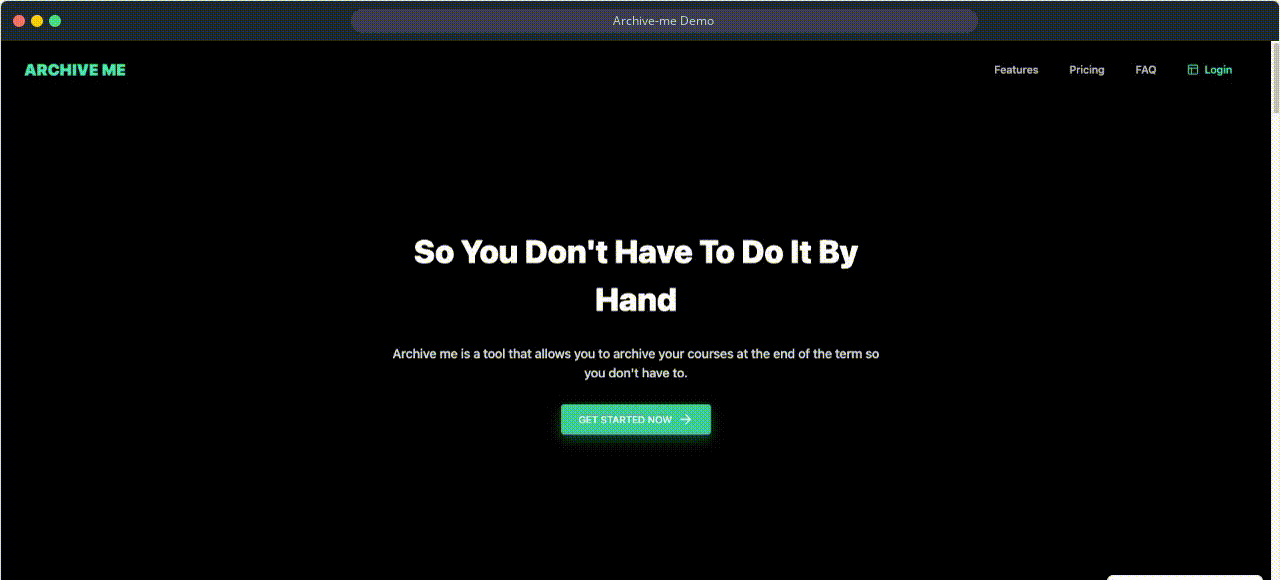 Archive-me Demo
ARCHIVE ME
Features
Pricing
FAQ
Login
So You Don't Have To Do It By
Hand
Archive me is a tool that allows you to archive your courses at the end of the term so
you don't have to.
GET STARTED NOW